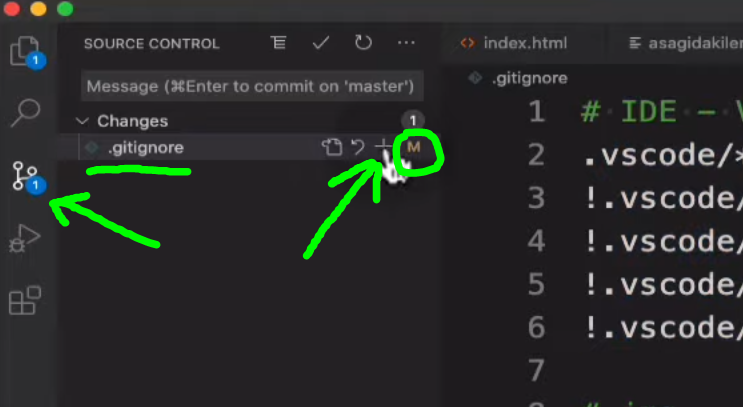 SOURCE CONTROL
Message (⌘Enter to commit on 'master')
Changes
1
.gitignore
M
1
1
index.html
asagidakiler
.gitignore
1 # IDE - V
2 .vscode/*
3 !.vscode/
4 !.vscode/
5 !.vscode/
6 !.vscode/
7